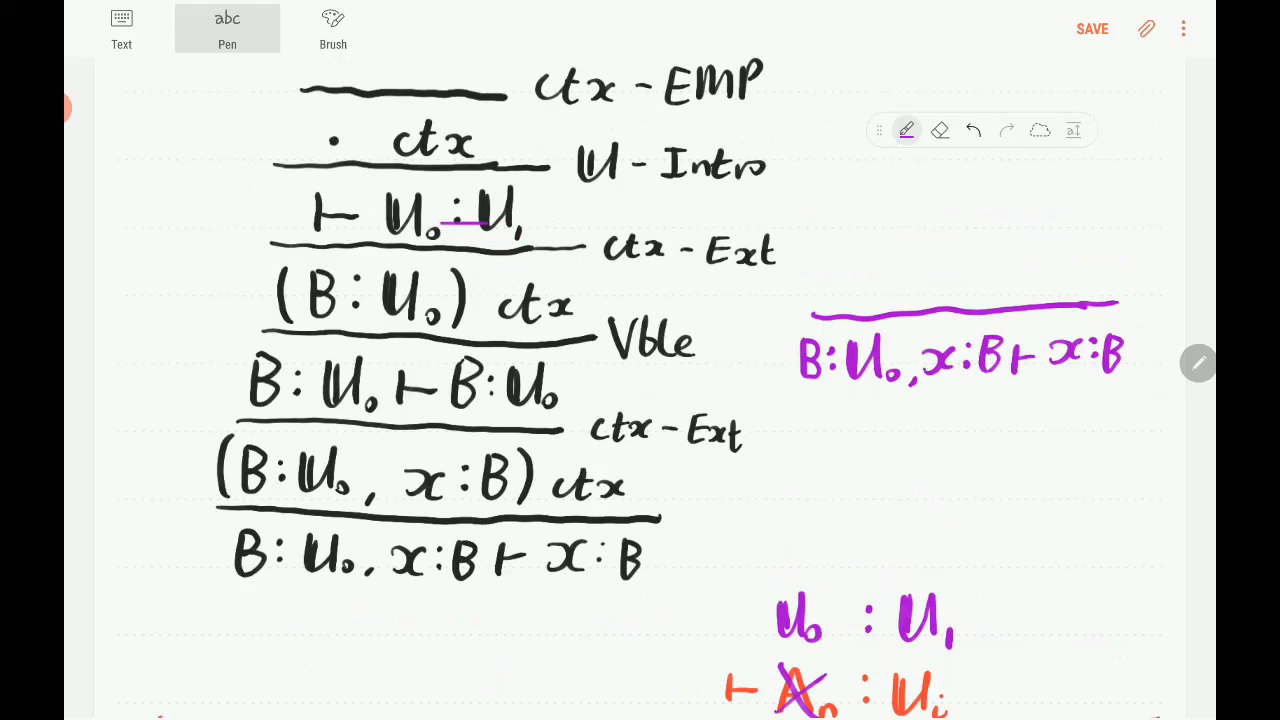 Text
abc
Pen
Brush
SAVE
ctx - EMP
· ctx
U - Intro
⊢ U₀ : U₁
ctx - Ext
(B : U₀) ctx
Vble
B : U₀ ⊢ B : U₀
ctx - Ext
(B : U₀, x : B) ctx
B : U₀, x : B ⊢ x : B
B : U₀, x : B ⊢ x : B
U₀ : U₁
⊢ Aₙ : Uᵢ